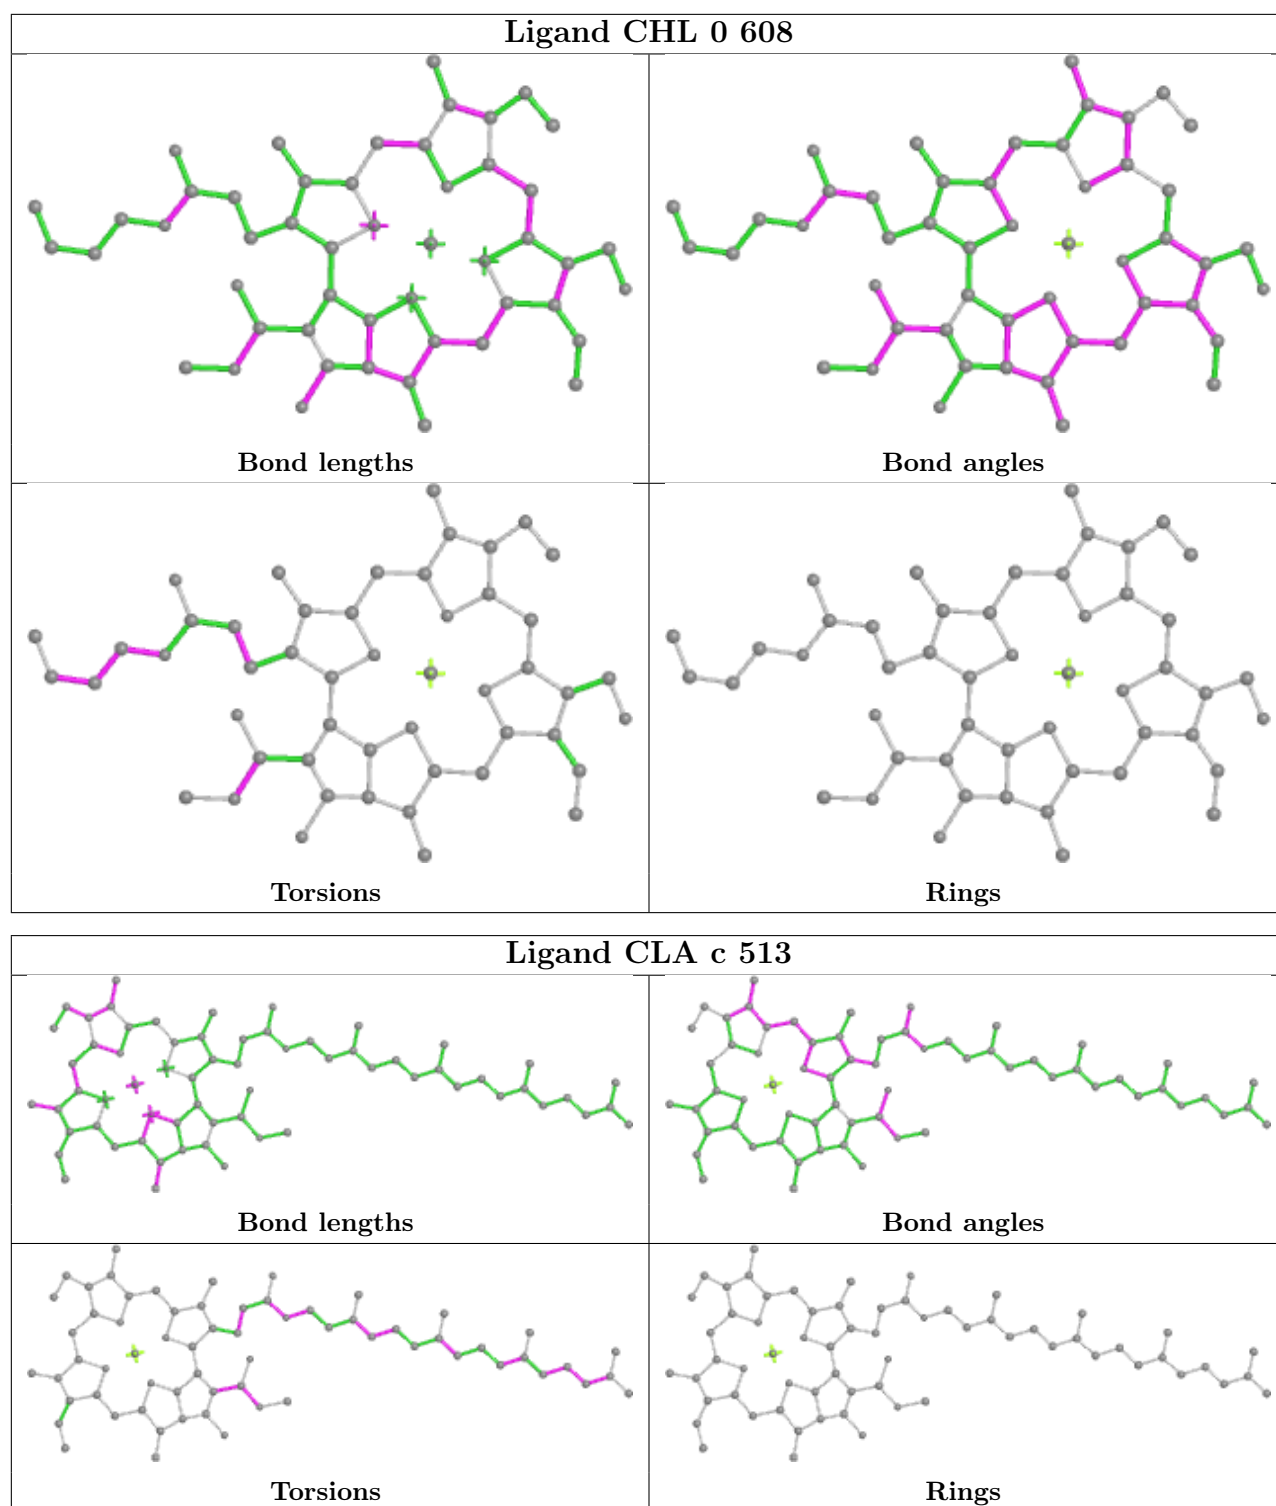 Ligand CHL 0 608
Bond lengths
Bond angles
Torsions
Rings
Ligand CLA c 513
Bond lengths
Bond angles
Torsions
Rings